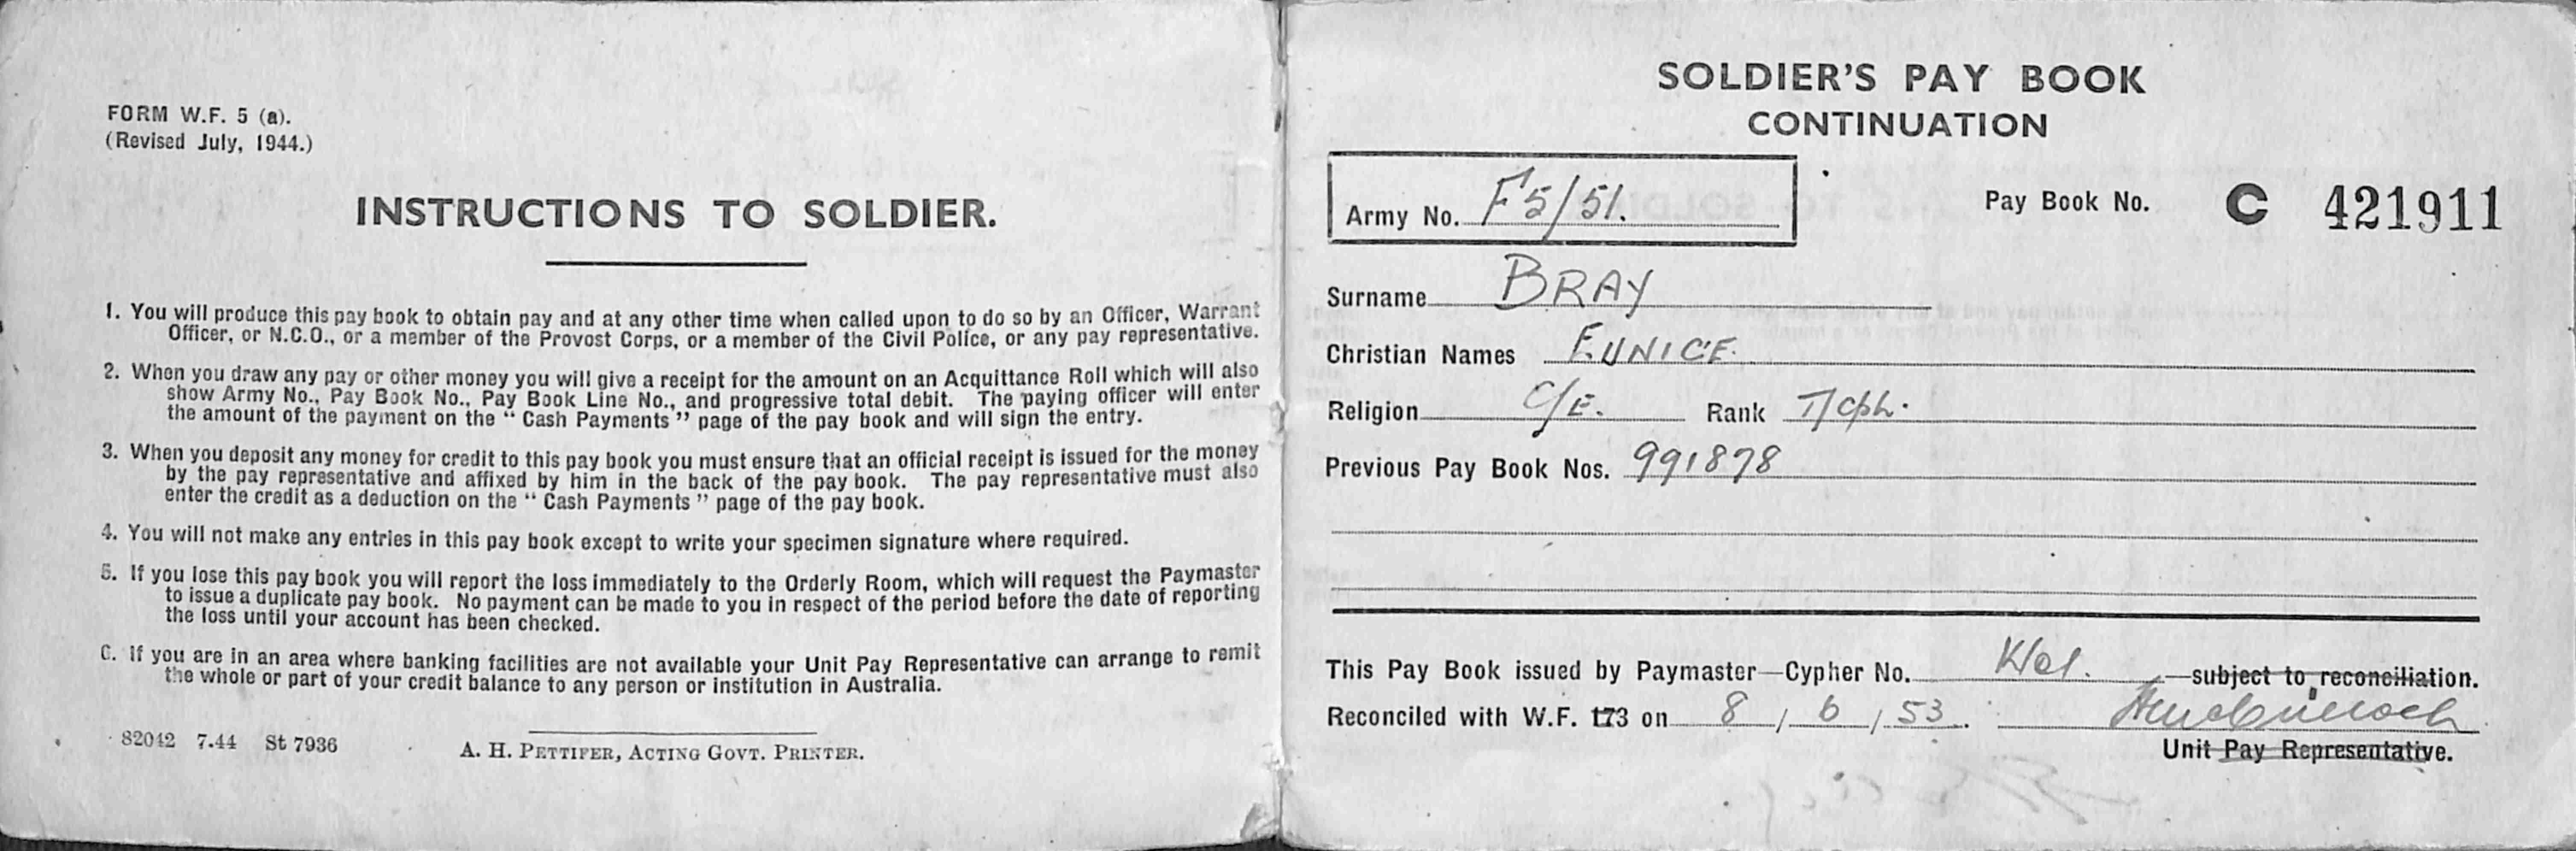 FORM W.F. 5 (a).
(Revised July, 1944.)
INSTRUCTIONS TO SOLDIER.
1. You will produce this pay book to obtain pay and at any other time when called upon to do so by an Officer, Warrant
Officer, or N.C.O., or a member of the Provost Corps, or a member of the Civil Police, or any pay representative.
2. When you draw any pay or other money you will give a receipt for the amount on an Acquittance Roll which will also
show Army No., Pay Book No., Pay Book Line No., and progressive total debit. The paying officer will enter
the amount of the payment on the “ Cash Payments ” page of the pay book and will sign the entry.
3. When you deposit any money for credit to this pay book you must ensure that an official receipt is issued for the money
by the pay representative and affixed by him in the back of the pay book. The pay representative must also
enter the credit as a deduction on the “ Cash Payments ” page of the pay book.
4. You will not make any entries in this pay book except to write your specimen signature where required.
5. If you lose this pay book you will report the loss immediately to the Orderly Room, which will request the Paymaster
to issue a duplicate pay book. No payment can be made to you in respect of the period before the date of reporting
the loss until your account has been checked.
6. If you are in an area where banking facilities are not available your Unit Pay Representative can arrange to remit
the whole or part of your credit balance to any person or institution in Australia.
82042 7.44 St 7936
A. H. PETTIFER, ACTING GOVT. PRINTER.
SOLDIER'S PAY BOOK
CONTINUATION
Army No. F5/51.
Pay Book No. C 421911
Surname BRAY
Christian Names EUNICE.
Religion C/E. Rank T/Cpl.
Previous Pay Book Nos. 991878
This Pay Book issued by Paymaster—Cypher No. —subject to reconciliation.
Reconciled with W.F. 173 on 8 / 6 / 53.
Unit Pay Representative.